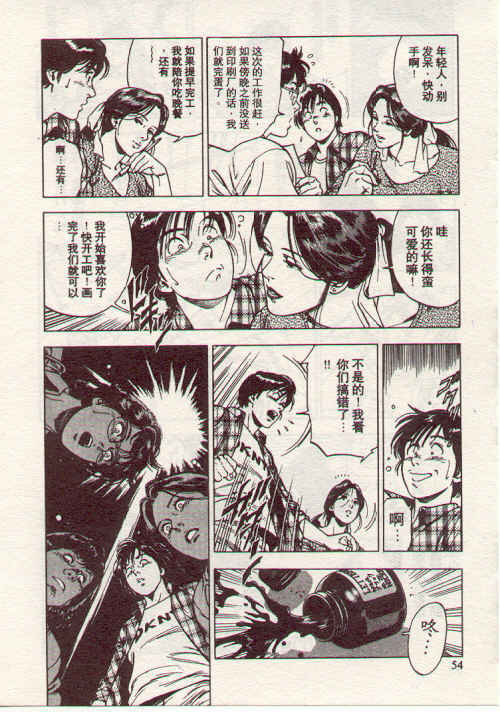 年轻人，别
发呆，快动
手啊！
这次的工作很赶，
如果傍晚之前没送
到印刷厂的话，我
们就完蛋了。
如果提早完工，
我就陪你吃晚餐
，还有
～～
啊…还有…
哇
你还长得蛮
可爱的嘛！
?
我开始喜欢你了
！快开工吧！画
完了我们就可以
…
啊…
不是的！我看
你们搞错了…
!!
DKN
咚…
54